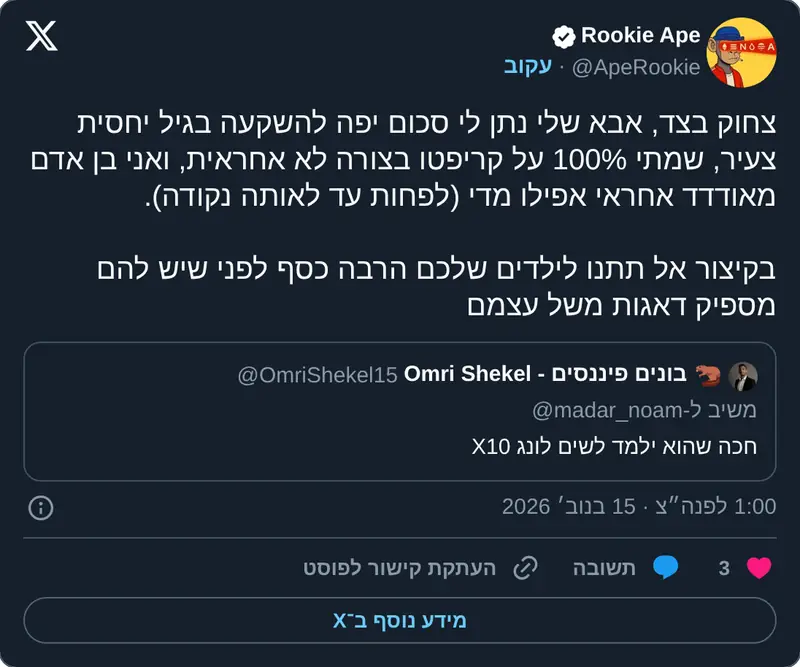 Rookie Ape
@ApeRookie · עקוב
צחוק בצד, אבא שלי נתן לי סכום יפה להשקעה בגיל יחסית
צעיר, שמתי 100% על קריפטו בצורה לא אחראית, ואני בן אדם
מאודדד אחראי אפילו מדי (לפחות עד לאותה נקודה).
בקיצור אל תתנו לילדים שלכם הרבה כסף לפני שיש להם
מספיק דאגות משל עצמם
בונים פיננסים - Omri Shekel @OmriShekel15
משיב ל-@madar_noam
חכה שהוא ילמד לשים לונג X10
1:00 לפנה״צ · 15 בנוב׳ 2026
3 תשובה העתקת קישור לפוסט
מידע נוסף ב־X